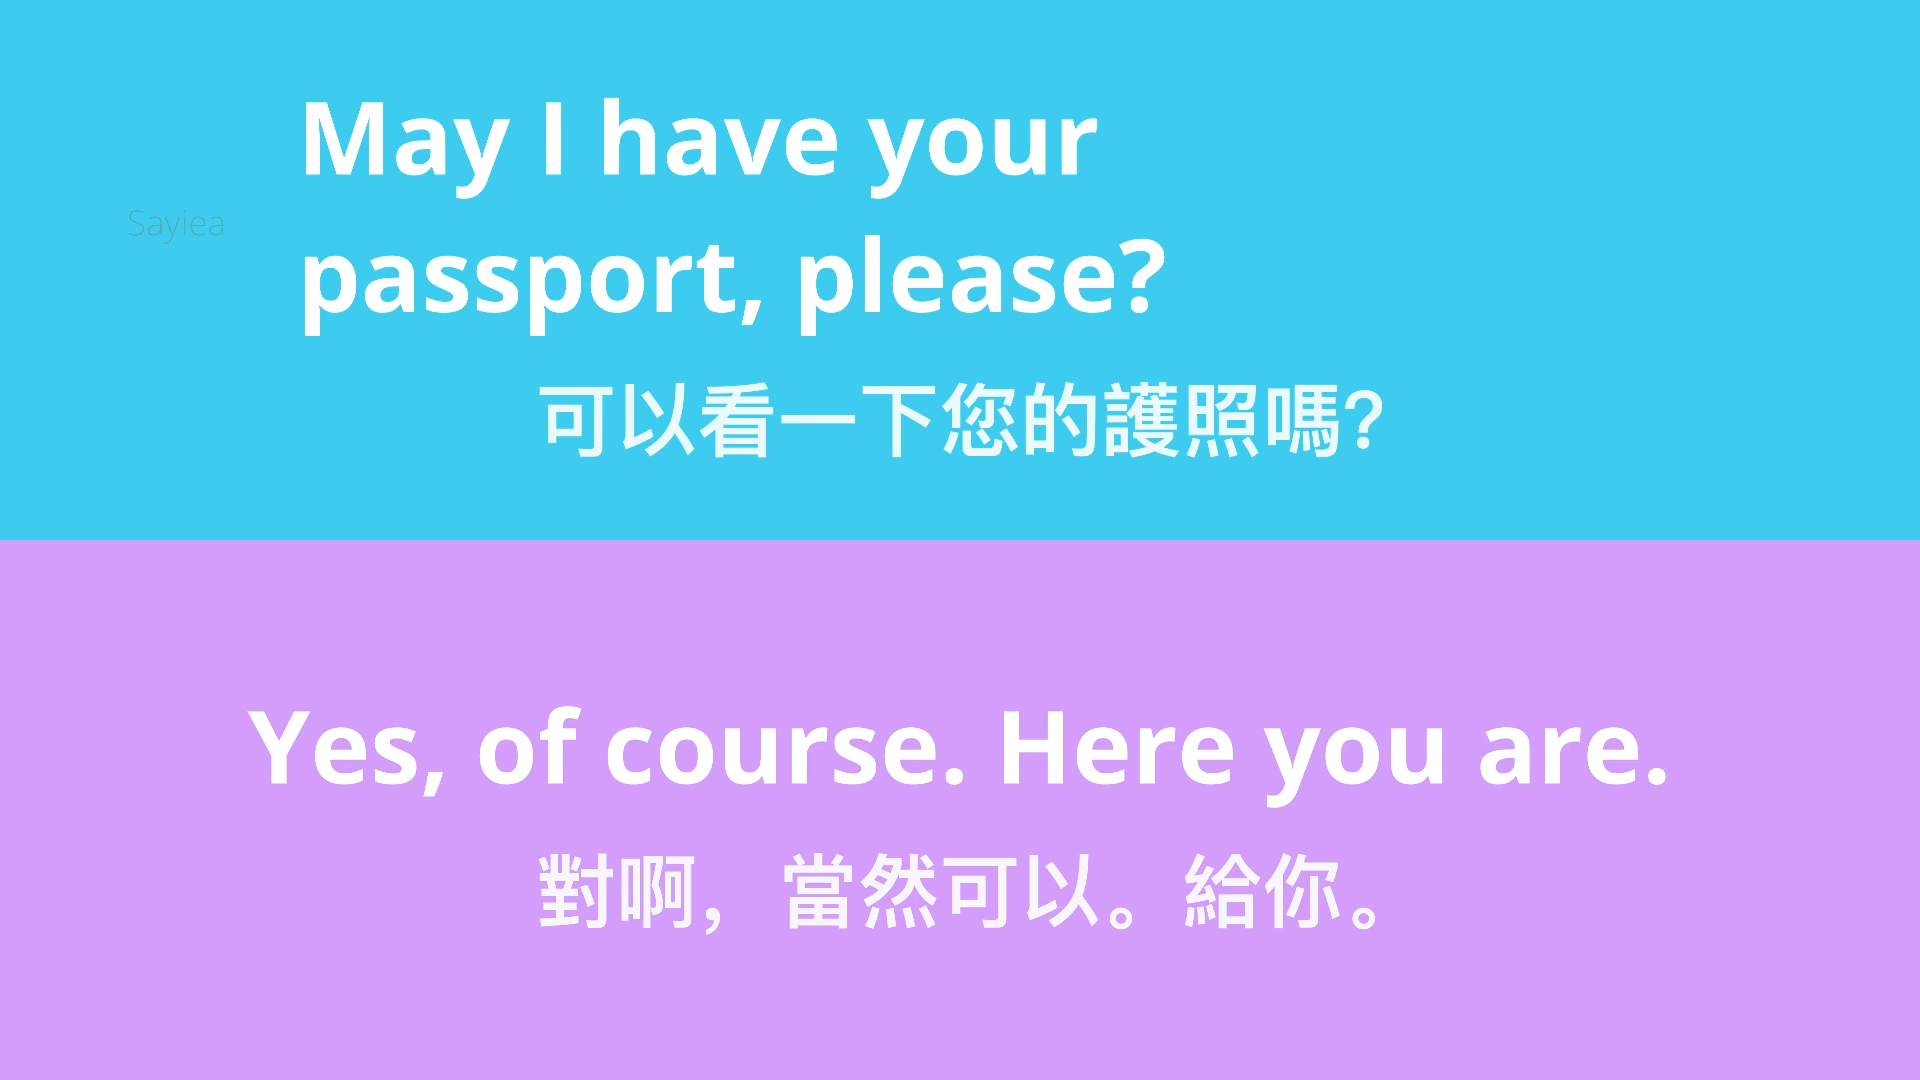 May I have your
Sayiea
passport, please?
可以看一下您的護照嗎?
Yes, of course. Here you are.
對啊，當然可以。給你。